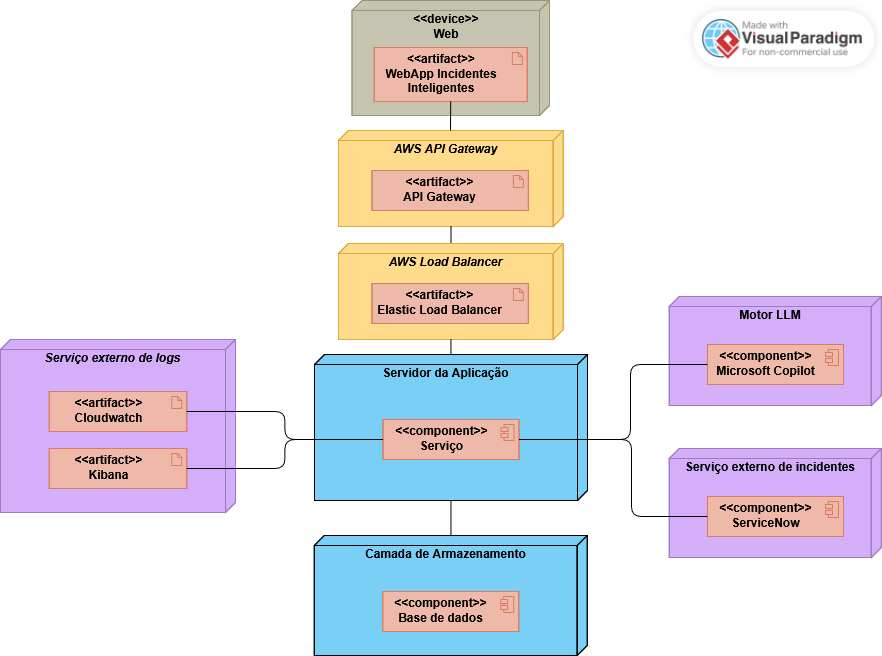 <<device>>
Web
<<artifact>>
WebApp Incidentes
Inteligentes
Made with
Visual Paradigm
For non-commercial use
AWS API Gateway
<<artifact>>
API Gateway
AWS Load Balancer
<<artifact>>
Elastic Load Balancer
Motor LLM
<<component>>
Microsoft Copilot
Serviço externo de logs
<<artifact>>
Cloudwatch
<<artifact>>
Kibana
Servidor da Aplicação
<<component>>
Serviço
Serviço externo de incidentes
<<component>>
ServiceNow
Camada de Armazenamento
<<component>>
Base de dados